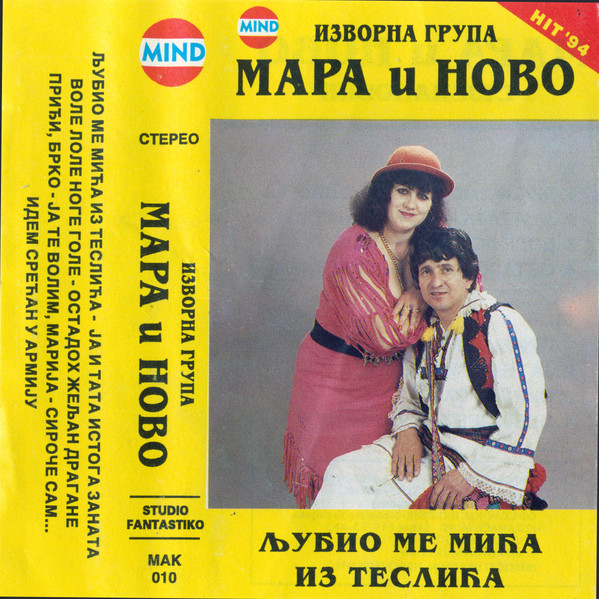 ЉУБИО МЕ МИЋА ИЗ ТЕСЛИЋА - ЈА И ТАТА ИСТОГА ЗАНАТА
ВОЛЕ ЛОЛЕ НОГЕ ГОЛЕ - ОСТАДОХ ЖЕЉАН ДРАГАНЕ
ПРИЂИ, БРКО - ЈА ТЕ ВОЛИМ, МАРИЈА - СИРОЧЕ САМ...
ИДЕМ СРЕЋАН У АРМИЈУ
MIND
СТЕРЕО
ИЗВОРНА ГРУПА
МАРА и НОВО
STUDIO
FANTASTIKO
МАК
010
MIND
ИЗВОРНА ГРУПА
МАРА и НОВО
HIT '94
ЉУБИО МЕ МИЋА
ИЗ ТЕСЛИЋА